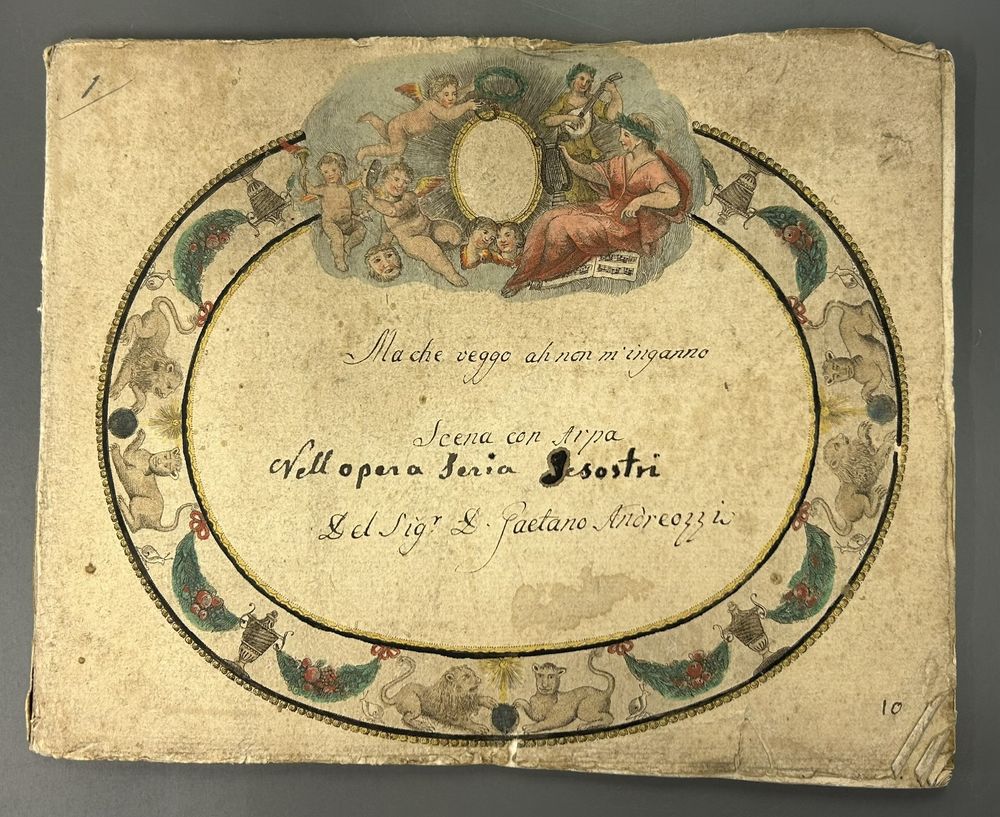 1
Ma che veggo ah non m'inganno
Scena con Arpa
Nell opera Seria Sesostri
Del Sig.r D. Gaetano Andreozzi
10